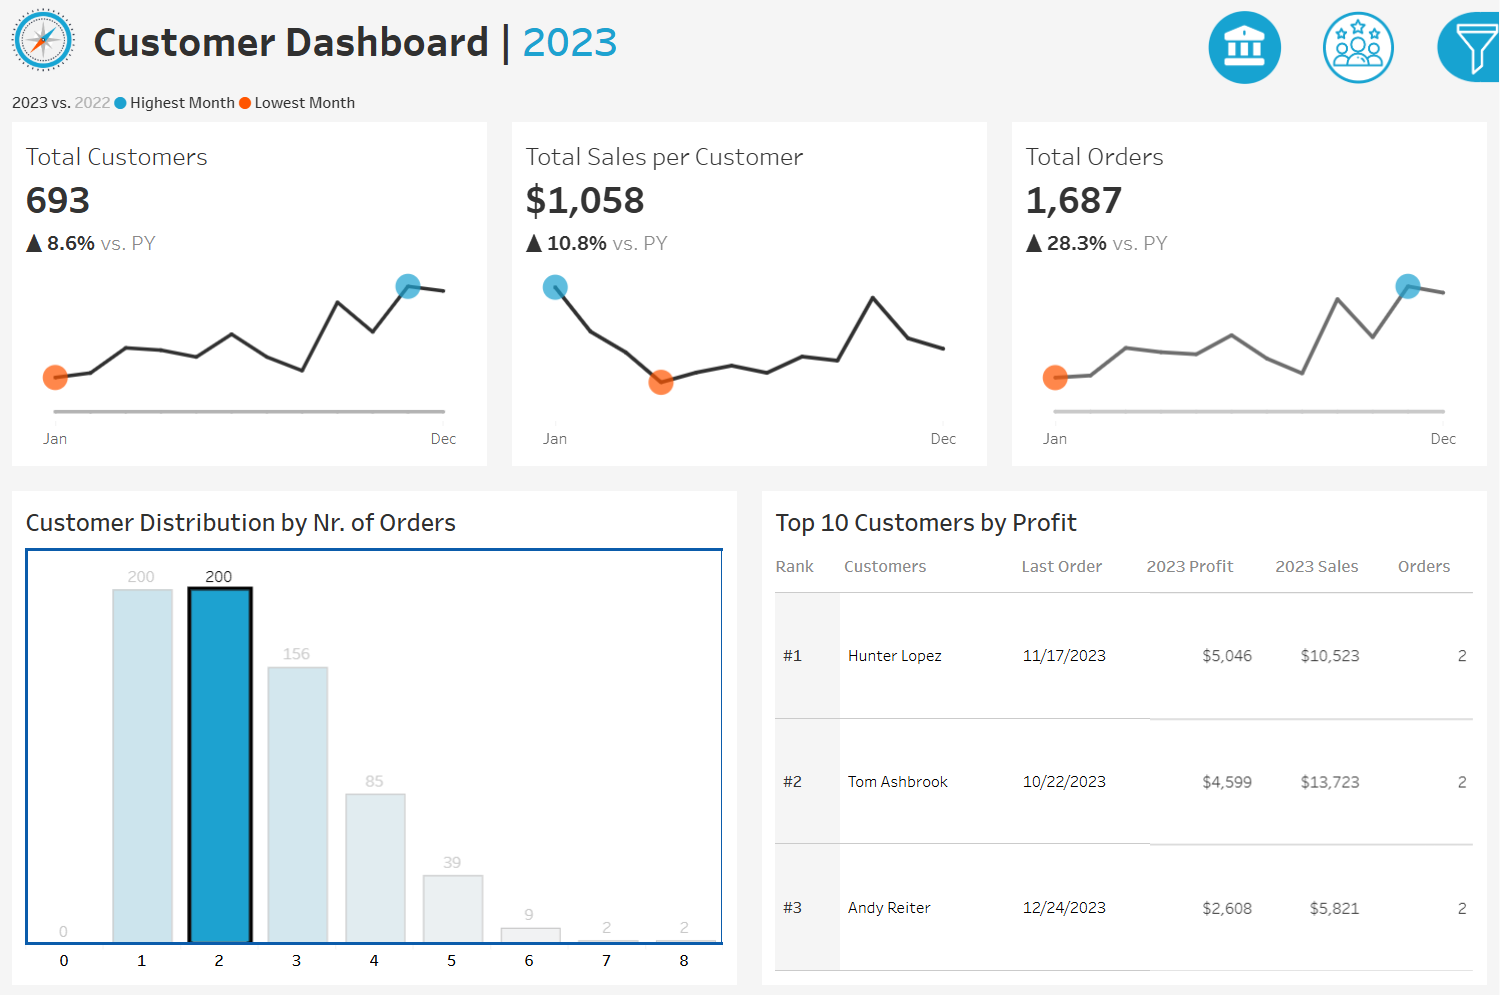 Customer Dashboard | 2023
2023 vs. 2022 Highest Month Lowest Month
Total Customers
693
▲ 8.6% vs. PY
Jan Dec
Total Sales per Customer
$1,058
▲ 10.8% vs. PY
Jan Dec
Total Orders
1,687
▲ 28.3% vs. PY
Jan Dec
Customer Distribution by Nr. of Orders
0 200 200 156 85 39 9 2 2
0 1 2 3 4 5 6 7 8
Top 10 Customers by Profit
Rank Customers Last Order 2023 Profit 2023 Sales Orders
#1 Hunter Lopez 11/17/2023 $5,046 $10,523 2
#2 Tom Ashbrook 10/22/2023 $4,599 $13,723 2
#3 Andy Reiter 12/24/2023 $2,608 $5,821 2